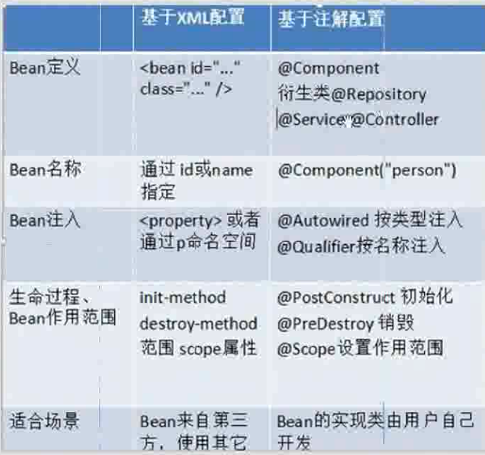 基于XML配置 基于注解配置
Bean定义 <bean id="..." @Component
class="..." /> 衍生类@Repository
@Service @Controller
Bean名称 通过 id或name @Component("person")
指定
Bean注入 <property> 或者 @Autowired 按类型注入
通过p命名空间 @Qualifier按名称注入
生命过程、 init-method @PostConstruct 初始化
Bean作用范围 destroy-method @PreDestroy 销毁
范围 scope属性 @Scope设置作用范围
适合场景 Bean来自第三 Bean的实现类由用户自己
方，使用其它 开发